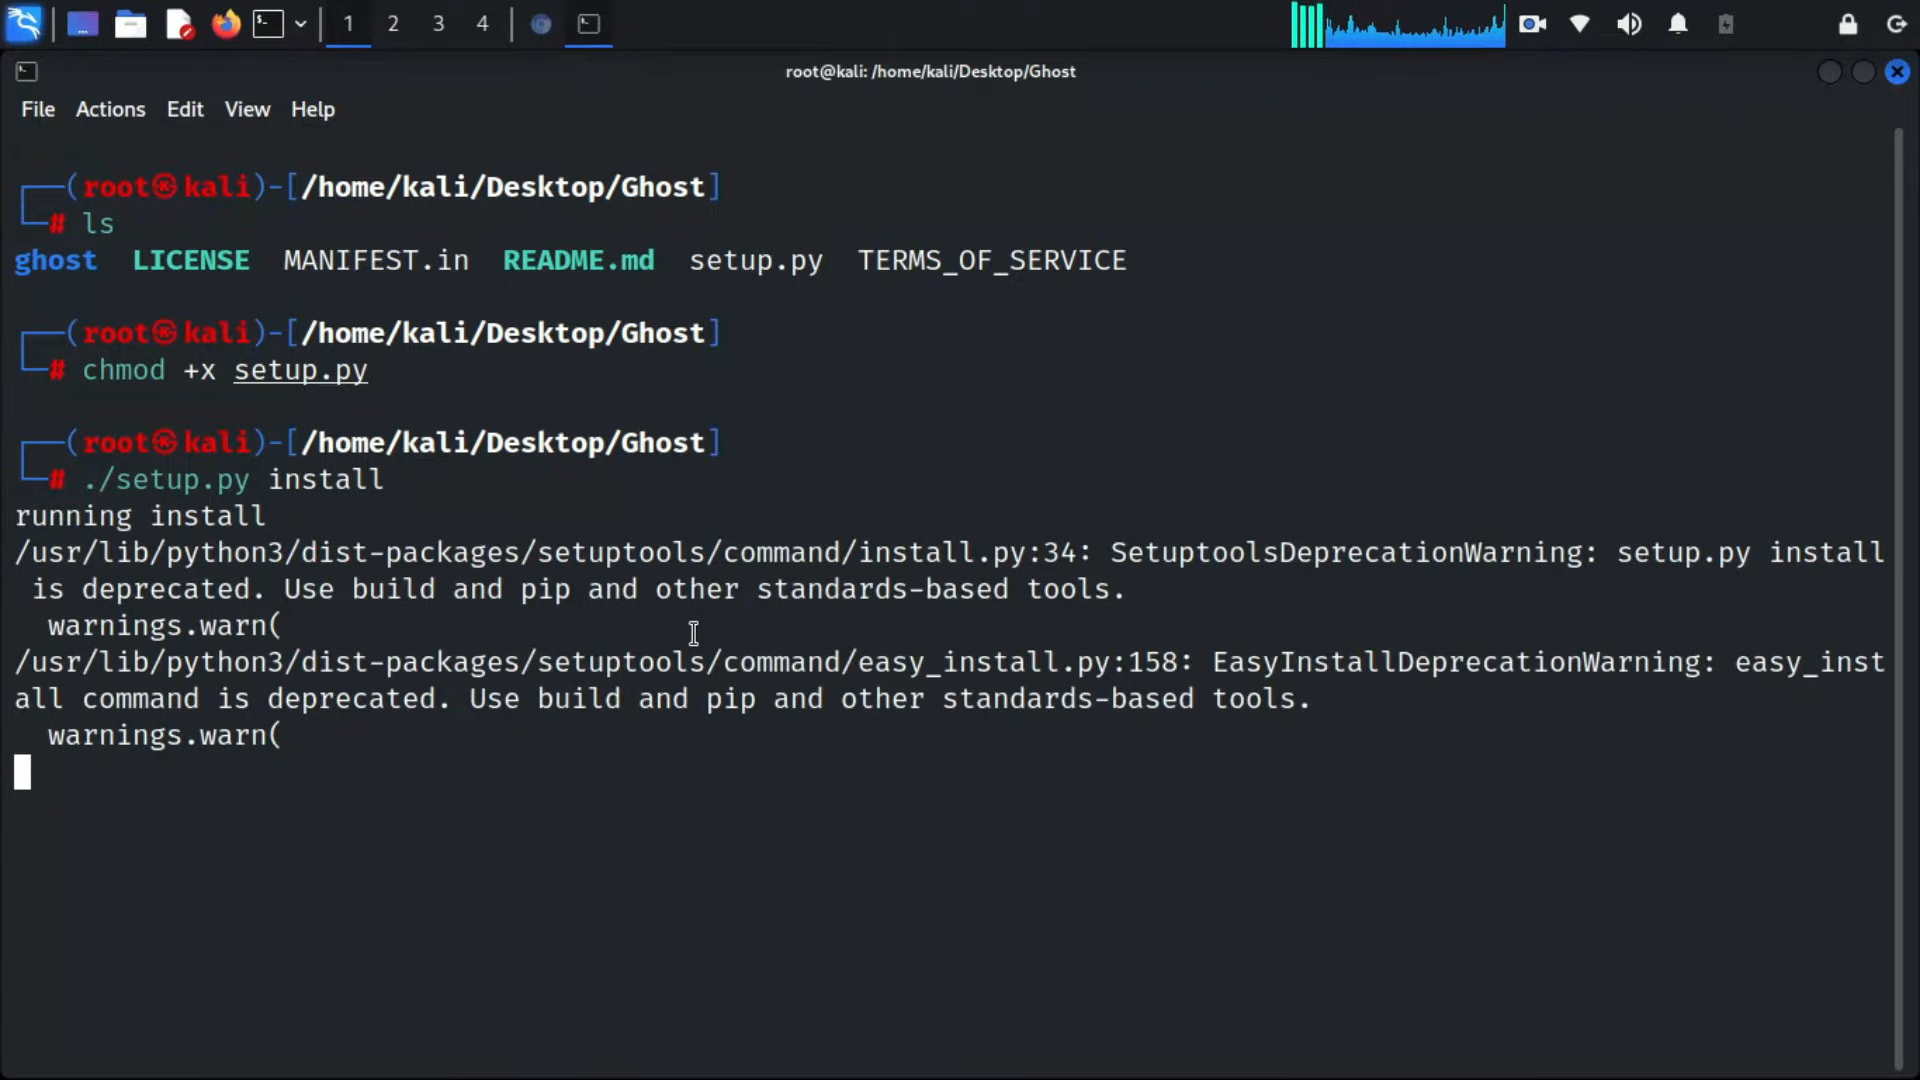 1 2 3 4
root@kali: /home/kali/Desktop/Ghost
File Actions Edit View Help
┌──(root㉿kali)-[/home/kali/Desktop/Ghost]
└─# ls
ghost LICENSE MANIFEST.in README.md setup.py TERMS_OF_SERVICE
┌──(root㉿kali)-[/home/kali/Desktop/Ghost]
└─# chmod +x setup.py
┌──(root㉿kali)-[/home/kali/Desktop/Ghost]
└─# ./setup.py install
running install
/usr/lib/python3/dist-packages/setuptools/command/install.py:34: SetuptoolsDeprecationWarning: setup.py install
is deprecated. Use build and pip and other standards-based tools.
warnings.warn(
/usr/lib/python3/dist-packages/setuptools/command/easy_install.py:158: EasyInstallDeprecationWarning: easy_inst
all command is deprecated. Use build and pip and other standards-based tools.
warnings.warn(